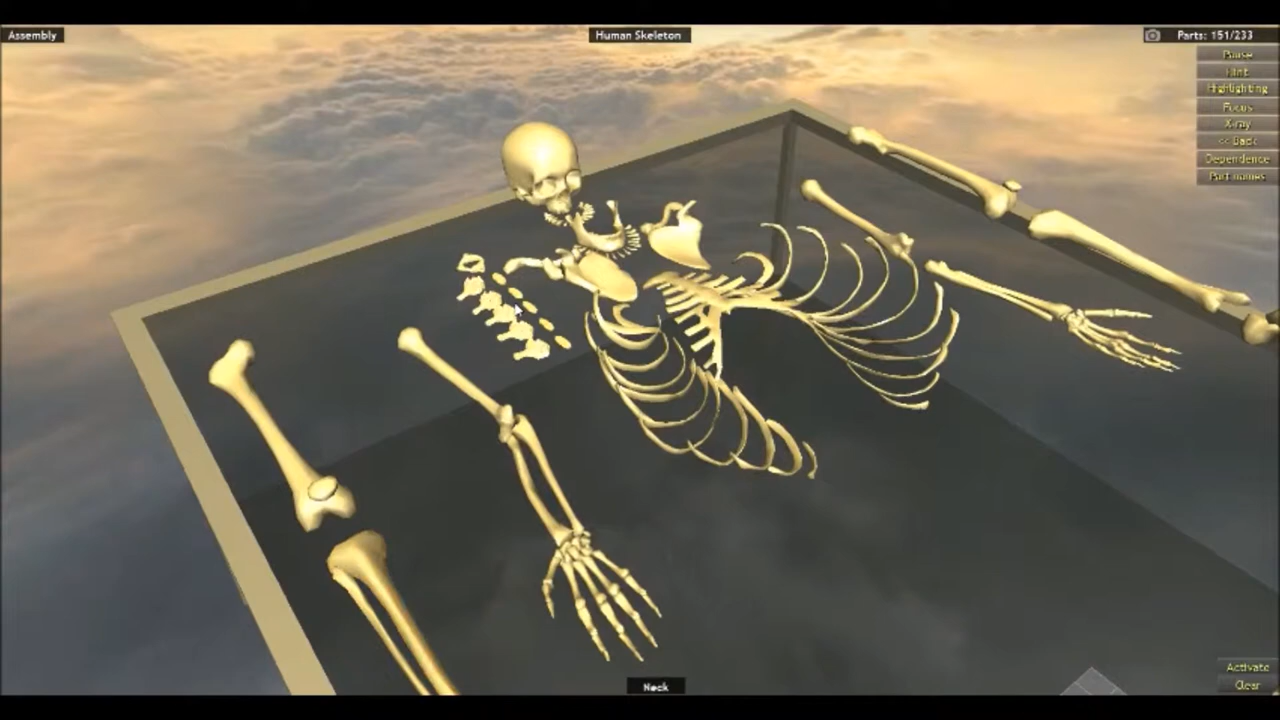 Assembly
Human Skeleton
Parts: 151/233
Pause
Hint
Highlighting
Focus
X-ray
<< Back
Dependence
Part names
Neck
Activate
Clear